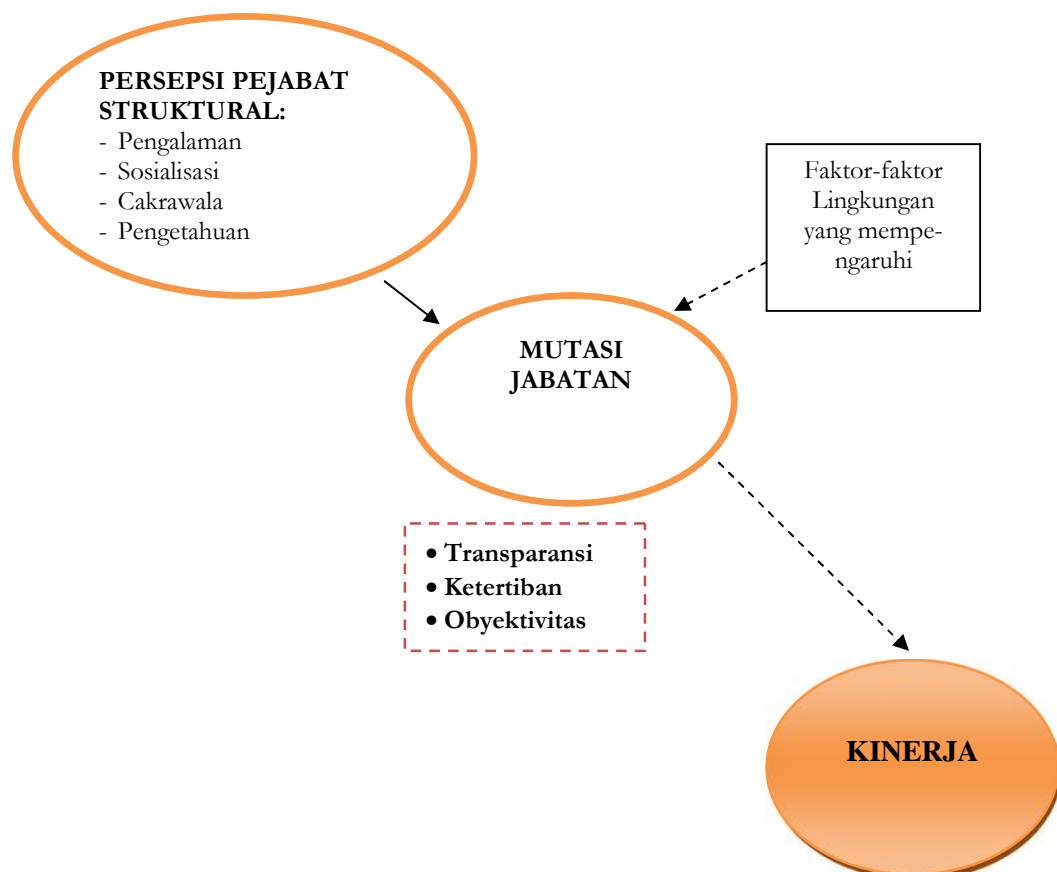 PERSEPSI PEJABAT
STRUKTURAL:
- Pengalaman
- Sosialisasi
- Cakrawala
- Pengetahuan
Faktor-faktor
Lingkungan
yang mempe-
ngaruhi
MUTASI
JABATAN
• Transparansi
• Ketertiban
• Obyektivitas
KINERJA